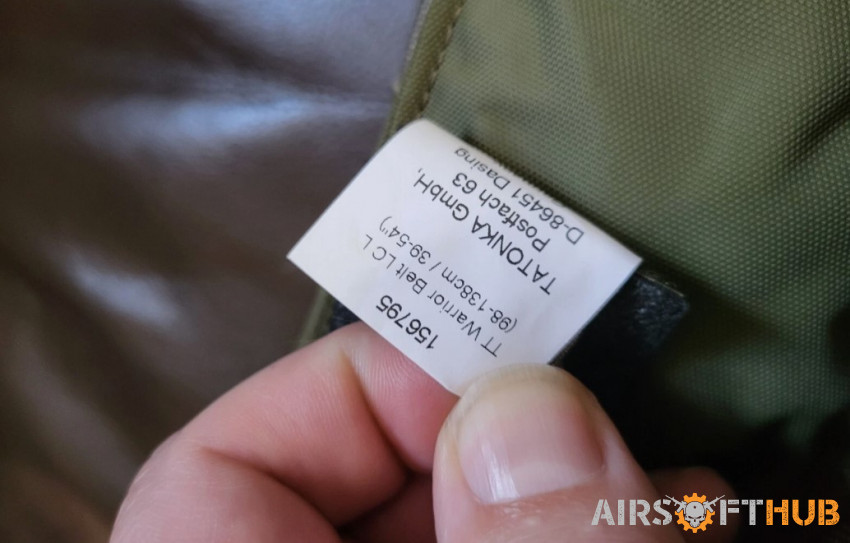 156795
TT Warrior Belt LC L
(98-138cm / 39-54")
TATONKA GmbH,
Postfach 63
D-86451 Dasing
AIRSOFTHUB